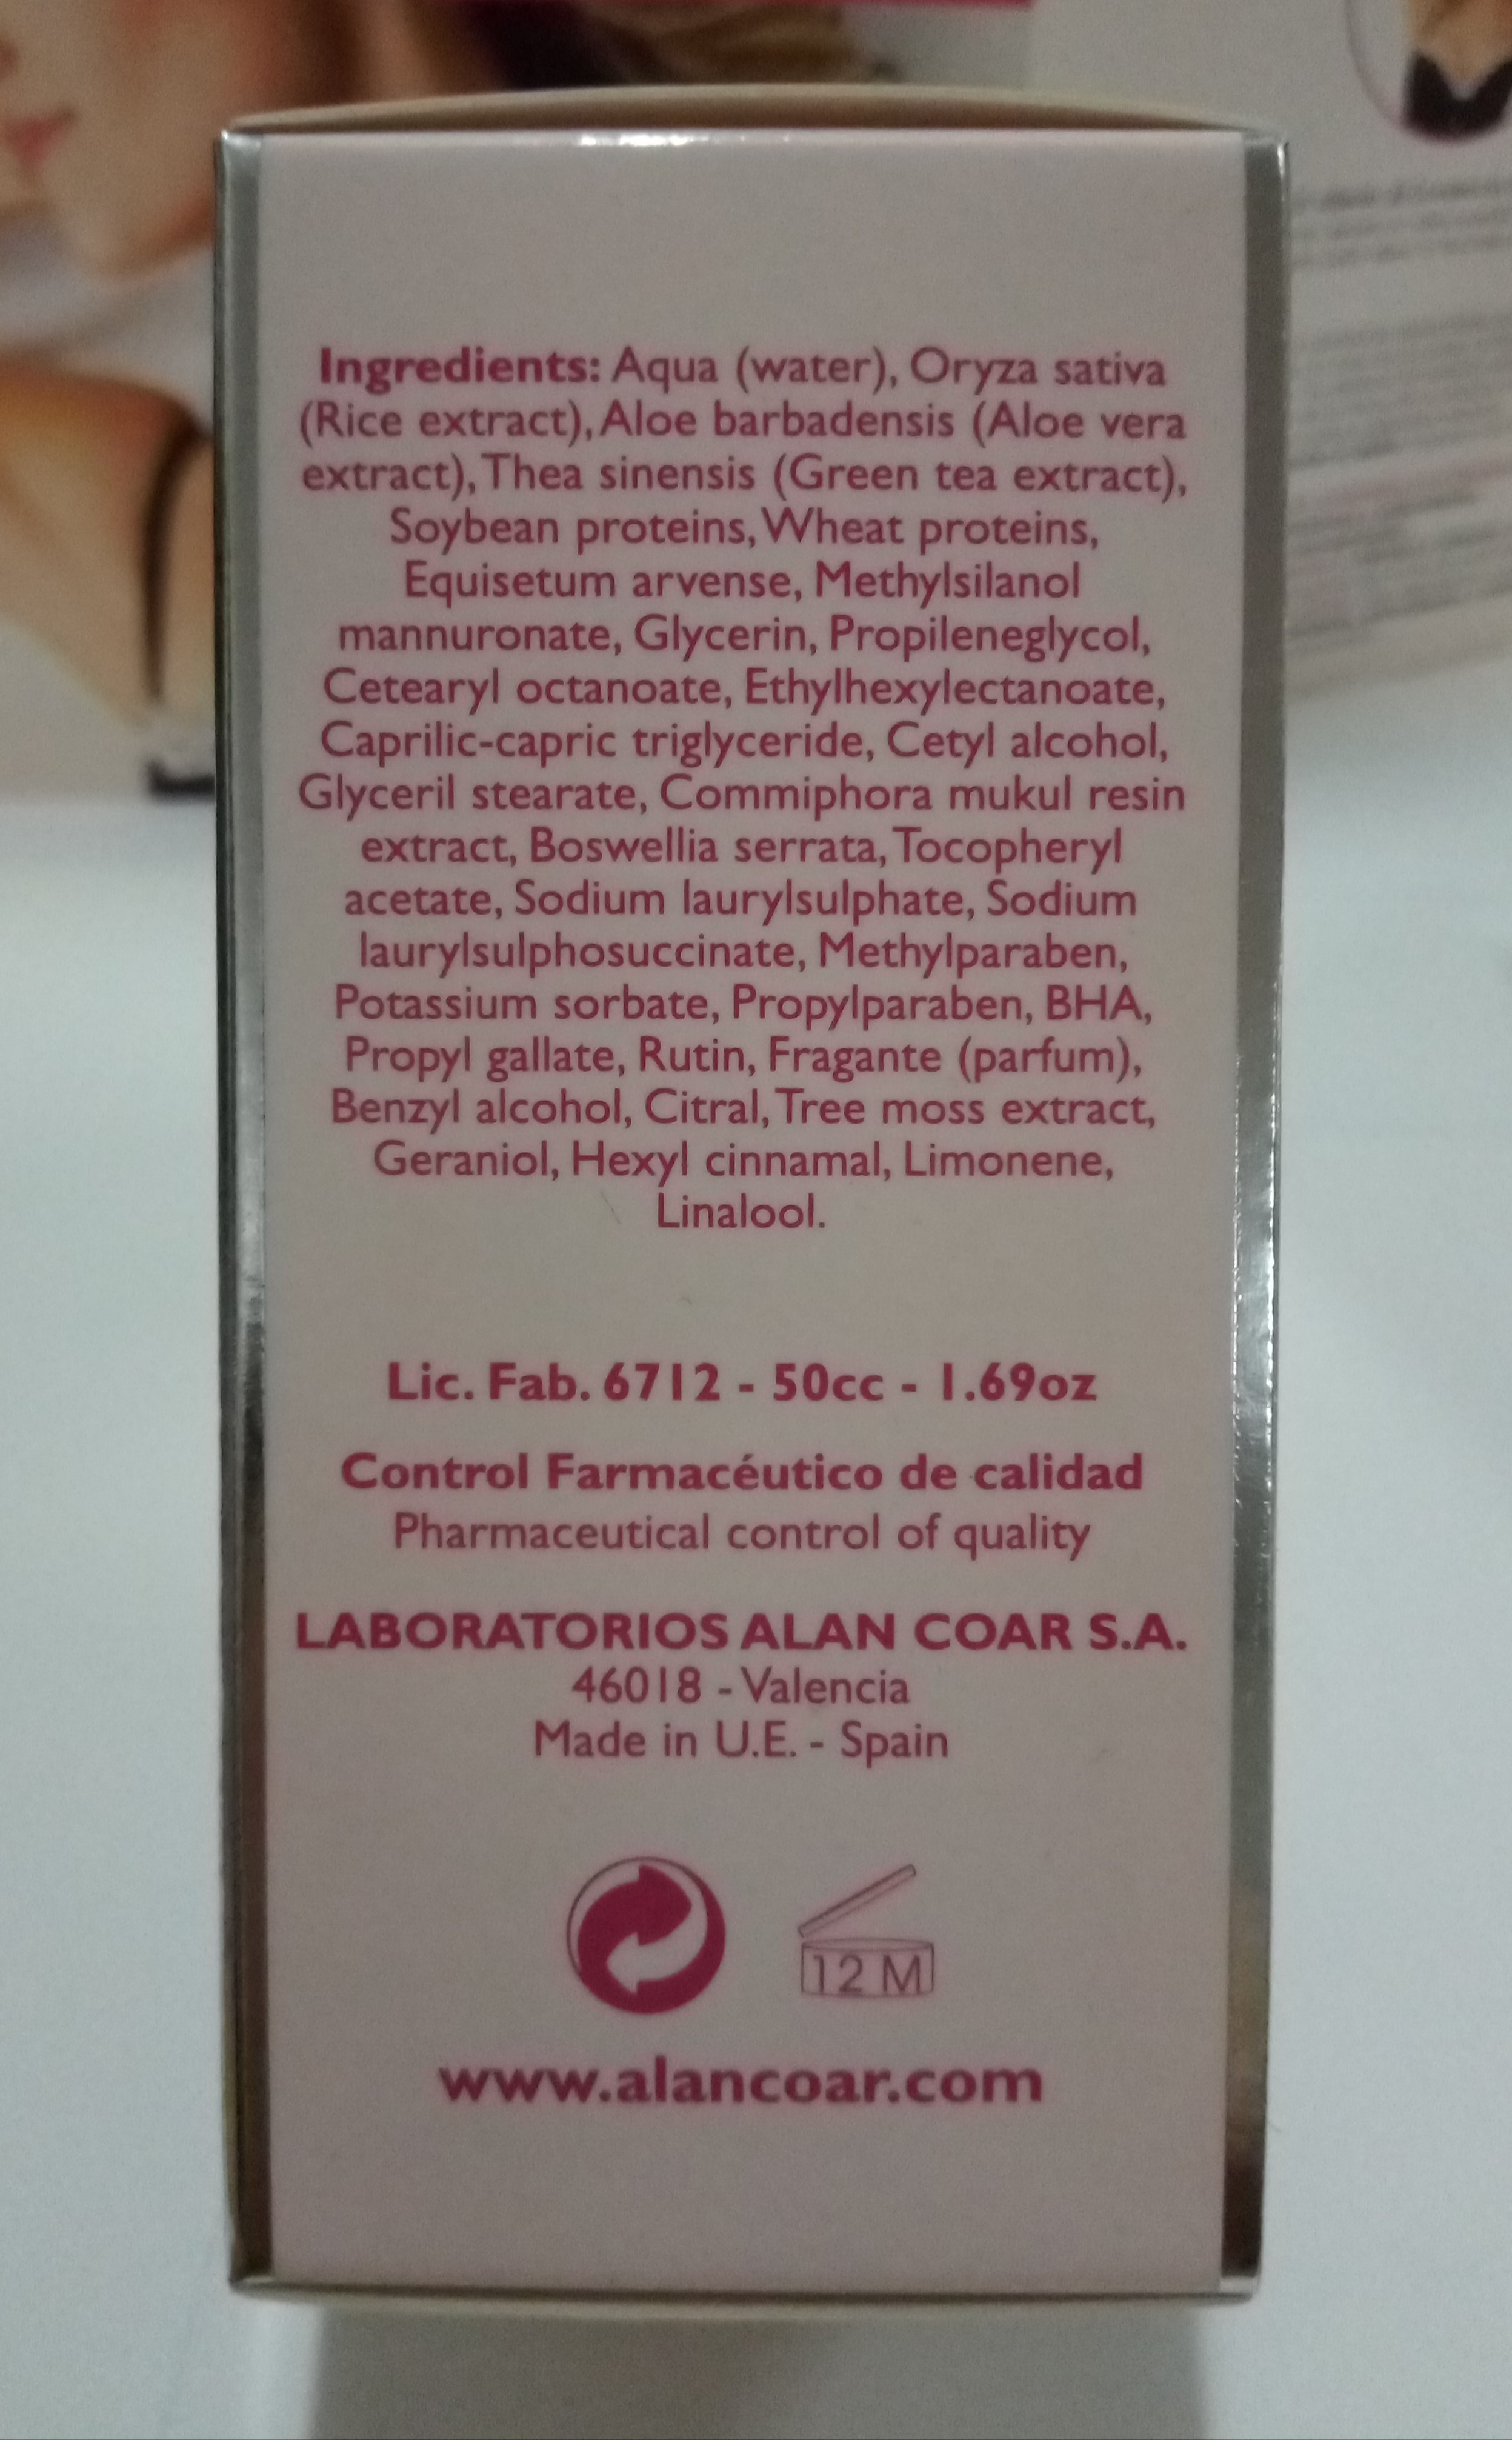 Ingredients: Aqua (water), Oryza sativa
(Rice extract), Aloe barbadensis (Aloe vera
extract), Thea sinensis (Green tea extract),
Soybean proteins, Wheat proteins,
Equisetum arvense, Methylsilanol
mannuronate, Glycerin, Propileneglycol,
Cetearyl octanoate, Ethylhexylectanoate,
Caprilic-capric triglyceride, Cetyl alcohol,
Glyceril stearate, Commiphora mukul resin
extract, Boswellia serrata, Tocopheryl
acetate, Sodium laurylsulphate, Sodium
laurylsulphosuccinate, Methylparaben,
Potassium sorbate, Propylparaben, BHA,
Propyl gallate, Rutin, Fragante (parfum),
Benzyl alcohol, Citral, Tree moss extract,
Geraniol, Hexyl cinnamal, Limonene,
Linalool.
Lic. Fab. 6712 - 50cc - 1.69oz
Control Farmacéutico de calidad
Pharmaceutical control of quality
LABORATORIOS ALAN COAR S.A.
46018 - Valencia
Made in U.E. - Spain
12 M
www.alancoar.com